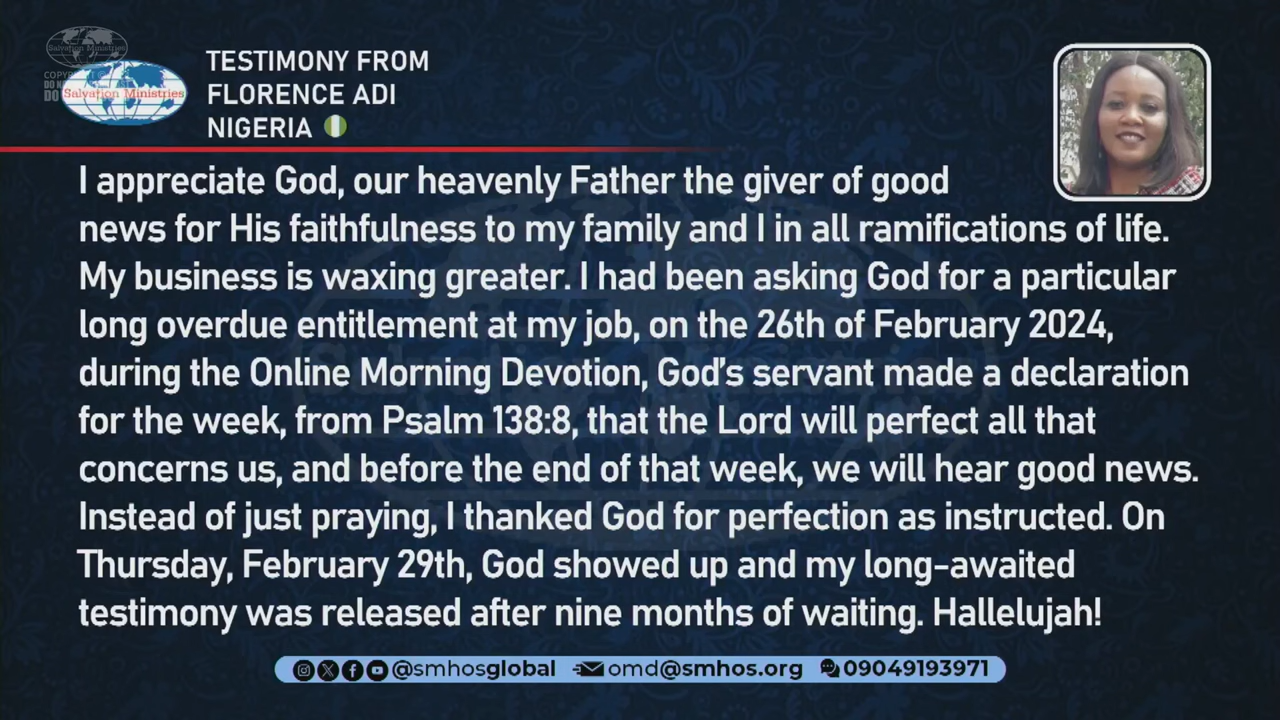 Salvation Ministries
COPYRIGHT
DO
DO
Salvation Ministries
TESTIMONY FROM
FLORENCE ADI
NIGERIA
I appreciate God, our heavenly Father the giver of good
news for His faithfulness to my family and I in all ramifications of life.
My business is waxing greater. I had been asking God for a particular
long overdue entitlement at my job, on the 26th of February 2024,
during the Online Morning Devotion, God's servant made a declaration
for the week, from Psalm 138:8, that the Lord will perfect all that
concerns us, and before the end of that week, we will hear good news.
Instead of just praying, I thanked God for perfection as instructed. On
Thursday, February 29th, God showed up and my long-awaited
testimony was released after nine months of waiting. Hallelujah!
@smhosglobal omd@smhos.org 09049193971